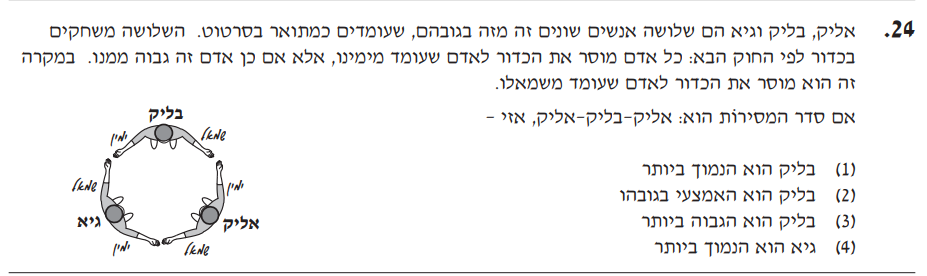 24. אליק, בליק וגיא הם שלושה אנשים שונים זה מזה בגובהם, שעומדים כמתואר בסרטוט. השלושה משחקים
בכדור לפי החוק הבא: כל אדם מוסר את הכדור לאדם שעומד מימינו, אלא אם כן אדם זה גבוה ממנו. במקרה
זה הוא מוסר את הכדור לאדם שעומד משמאלו.
אם סדר המסירוֹת הוא: אליק-בליק-אליק, אזי -
(1) בליק הוא הנמוך ביותר
(2) בליק הוא האמצעי בגובהו
(3) בליק הוא הגבוה ביותר
(4) גיא הוא הנמוך ביותר
בליק
שמאל
ימין
שמאל
ימין
גיא
אליק
ימין
שמאל